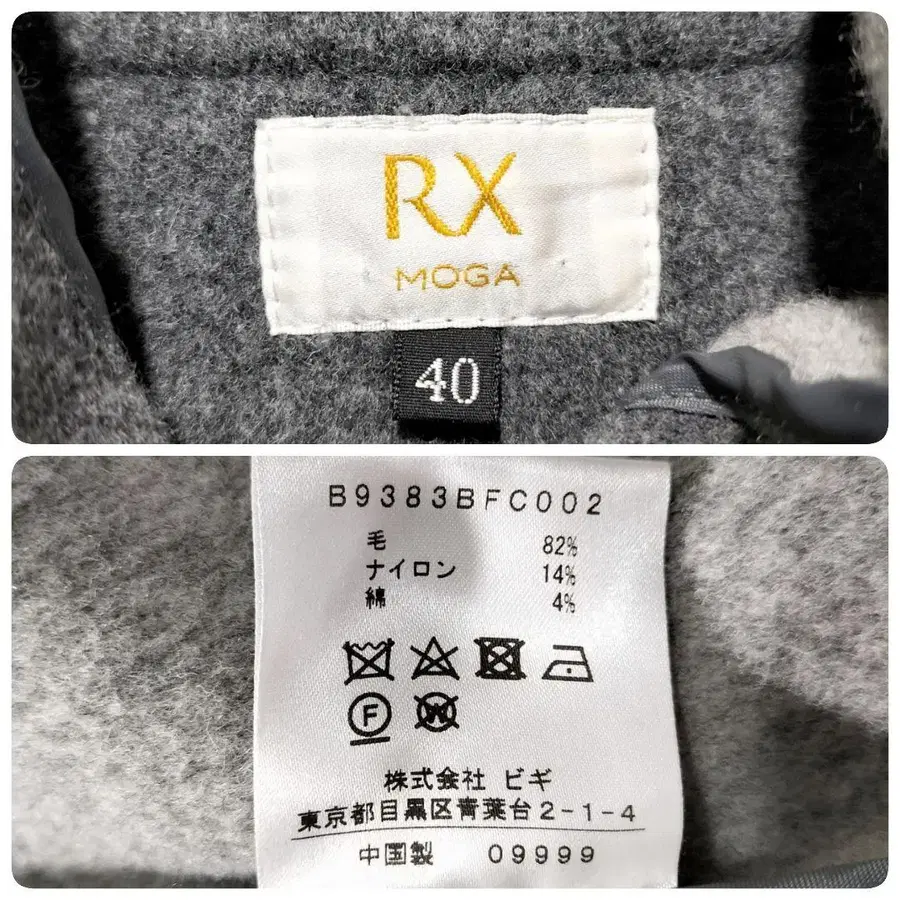 RX
MOGA
40
B9383BFC002
毛 82%
ナイロン 14%
綿 4%
F W
株式会社 ビギ
東京都目黒区青葉台2-1-4
中国製 09999